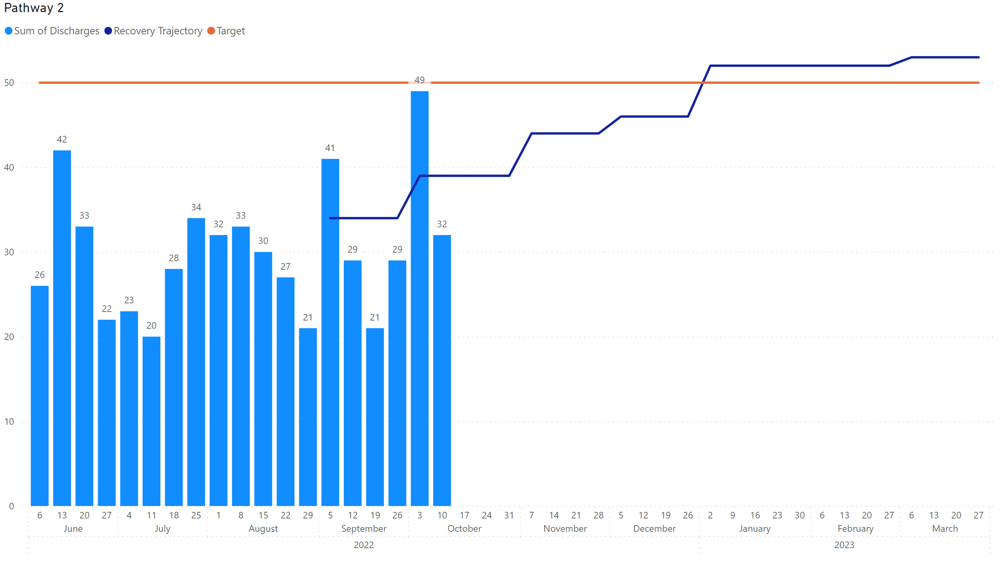 Pathway 2
Sum of Discharges Recovery Trajectory Target
50
40
30
20
10
0
26 42 33 22 23 20 28 34 32 33 30 27 21 41 29 21 29 49 32
6 13 20 27 4 11 18 25 1 8 15 22 29 5 12 19 26 3 10 17 24 31 7 14 21 28 5 12 19 26 2 9 16 23 30 6 13 20 27 6 13 20 27
June July August September October November December January February March
2022 2023